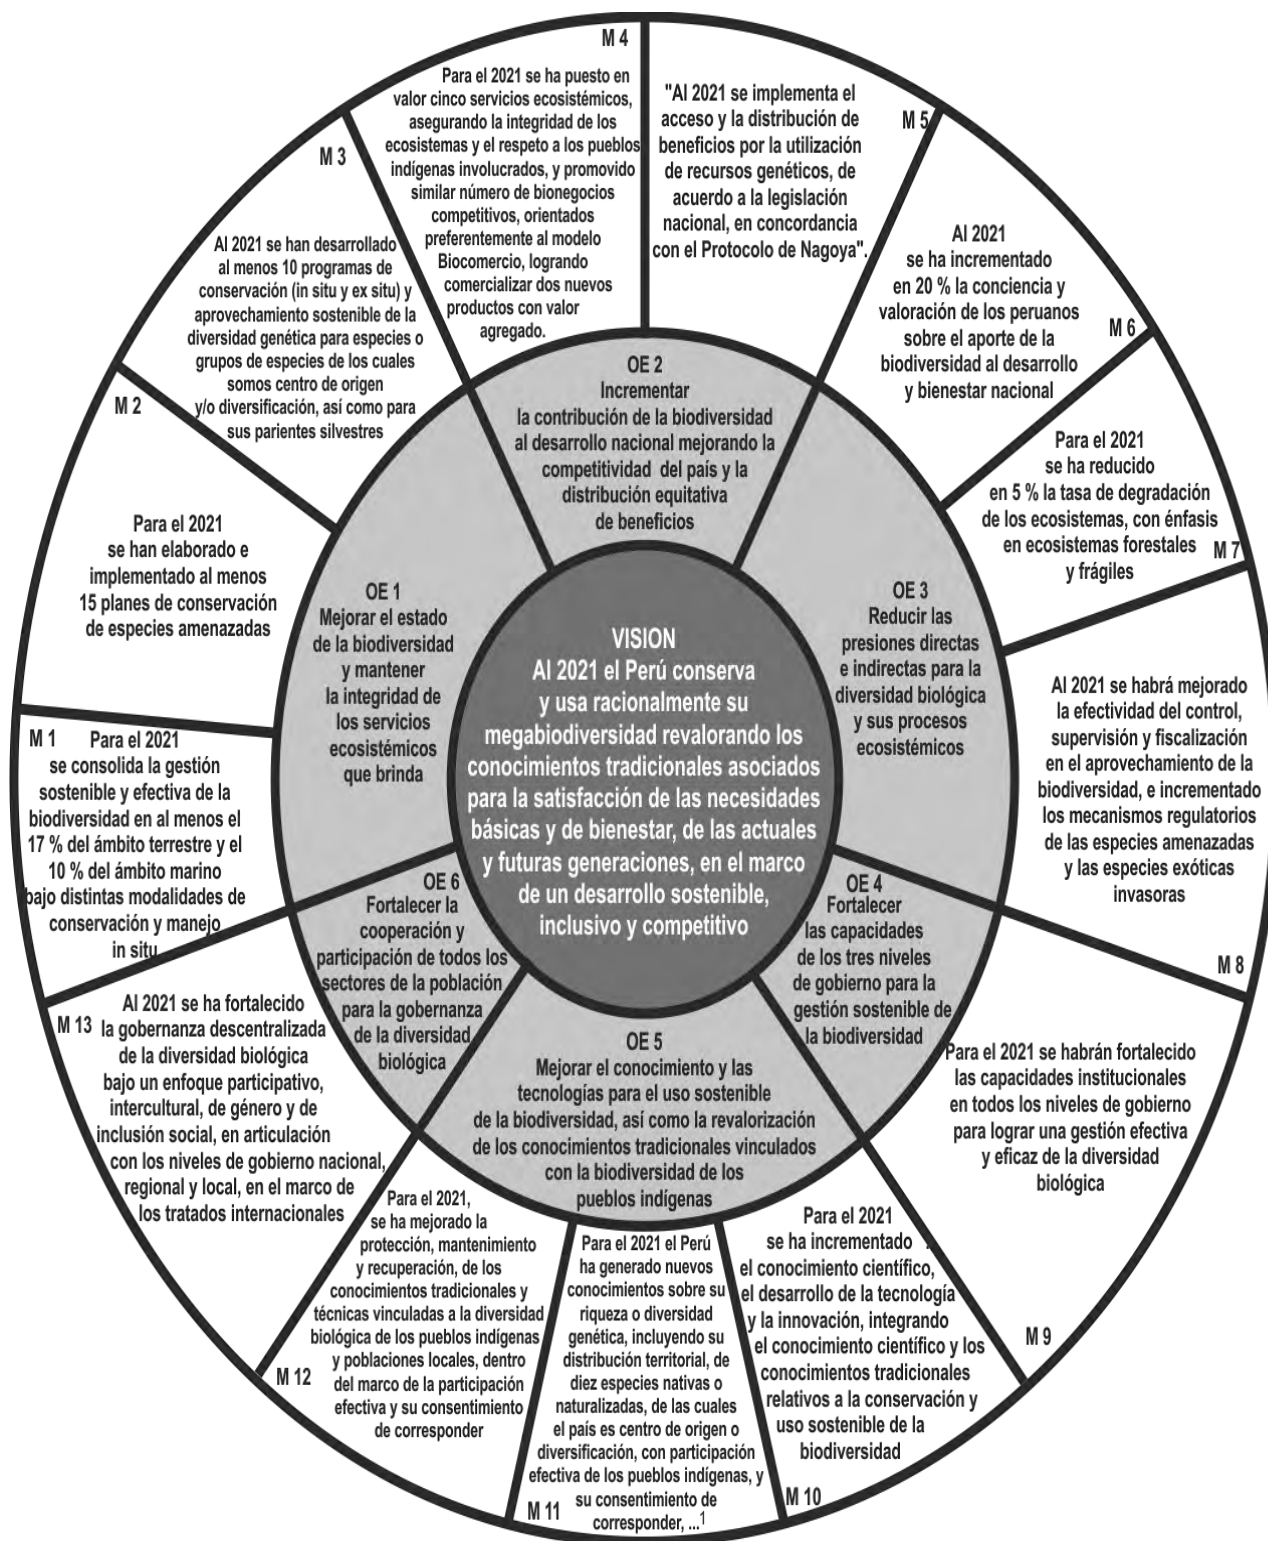 M 4
Para el 2021 se ha puesto en
valor cinco servicios ecosistémicos,
asegurando la integridad de los
ecosistemas y el respeto a los pueblos
indígenas involucrados, y promovido
similar número de bionegocios
competitivos, orientados
preferentemente al modelo
Biocomercio, logrando
comercializar dos nuevos
productos con valor
agregado.
"Al 2021 se implementa el
acceso y la distribución de
beneficios por la utilización
de recursos genéticos, de
acuerdo a la legislación
nacional, en concordancia
con el Protocolo de Nagoya".
M 5
M 3
Al 2021 se han desarrollado
al menos 10 programas de
conservación (in situ y ex situ) y
aprovechamiento sostenible de la
diversidad genética para especies o
grupos de especies de los cuales
somos centro de origen
y/o diversificación, así como para
sus parientes silvestres
Al 2021
se ha incrementado
en 20 % la conciencia y
valoración de los peruanos
sobre el aporte de la
biodiversidad al desarrollo
y bienestar nacional
M 6
M 2
Para el 2021
se han elaborado e
implementado al menos
15 planes de conservación
de especies amenazadas
Para el 2021
se ha reducido
en 5 % la tasa de degradación
de los ecosistemas, con énfasis
en ecosistemas forestales
y frágiles
M 7
OE 2
Incrementar
la contribución de la biodiversidad
al desarrollo nacional mejorando la
competitividad del país y la
distribución equitativa
de beneficios
OE 1
Mejorar el estado
de la biodiversidad
y mantener
la integridad de
los servicios
ecosistémicos
que brinda
OE 3
Reducir las
presiones directas
e indirectas para la
diversidad biológica
y sus procesos
ecosistémicos
VISION
Al 2021 el Perú conserva
y usa racionalmente su
megabiodiversidad revalorando los
conocimientos tradicionales asociados
para la satisfacción de las necesidades
básicas y de bienestar, de las actuales
y futuras generaciones, en el marco
de un desarrollo sostenible,
inclusivo y competitivo
M 1
Para el 2021
se consolida la gestión
sostenible y efectiva de la
biodiversidad en al menos el
17 % del ámbito terrestre y el
10 % del ámbito marino
bajo distintas modalidades de
conservación y manejo
in situ
Al 2021 se habrá mejorado
la efectividad del control,
supervisión y fiscalización
en el aprovechamiento de la
biodiversidad, e incrementado
los mecanismos regulatorios
de las especies amenazadas
y las especies exóticas
invasoras
M 8
OE 6
Fortalecer la
cooperación y
participación de todos los
sectores de la población
para la gobernanza
de la diversidad
biológica
OE 4
Fortalecer
las capacidades
de los tres niveles
de gobierno para la
gestión sostenible de
la biodiversidad
OE 5
Mejorar el conocimiento y las
tecnologías para el uso sostenible
de la biodiversidad, así como la revalorización
de los conocimientos tradicionales vinculados
con la biodiversidad de los
pueblos indígenas
M 13
Al 2021 se ha fortalecido
la gobernanza descentralizada
de la diversidad biológica
bajo un enfoque participativo,
intercultural, de género y de
inclusión social, en articulación
con los niveles de gobierno nacional,
regional y local, en el marco de
los tratados internacionales
Para el 2021 se habrán fortalecido
las capacidades institucionales
en todos los niveles de gobierno
para lograr una gestión efectiva
y eficaz de la diversidad
biológica
M 9
Para el 2021,
se ha mejorado la
protección, mantenimiento
y recuperación, de los
conocimientos tradicionales y
técnicas vinculadas a la diversidad
biológica de los pueblos indígenas
y poblaciones locales, dentro
del marco de la participación
efectiva y su consentimiento
de corresponder
M 12
Para el 2021 el Perú
ha generado nuevos
conocimientos sobre su
riqueza o diversidad
genética, incluyendo su
distribución territorial, de
diez especies nativas o
naturalizadas, de las cuales
el país es centro de origen o
diversificación, con participación
efectiva de los pueblos indígenas, y
su consentimiento de
corresponder, ...1
M 11
Para el 2021
se ha incrementado
el conocimiento científico,
el desarrollo de la tecnología
y la innovación, integrando
el conocimiento científico y los
conocimientos tradicionales
relativos a la conservación y
uso sostenible de la
biodiversidad
M 10